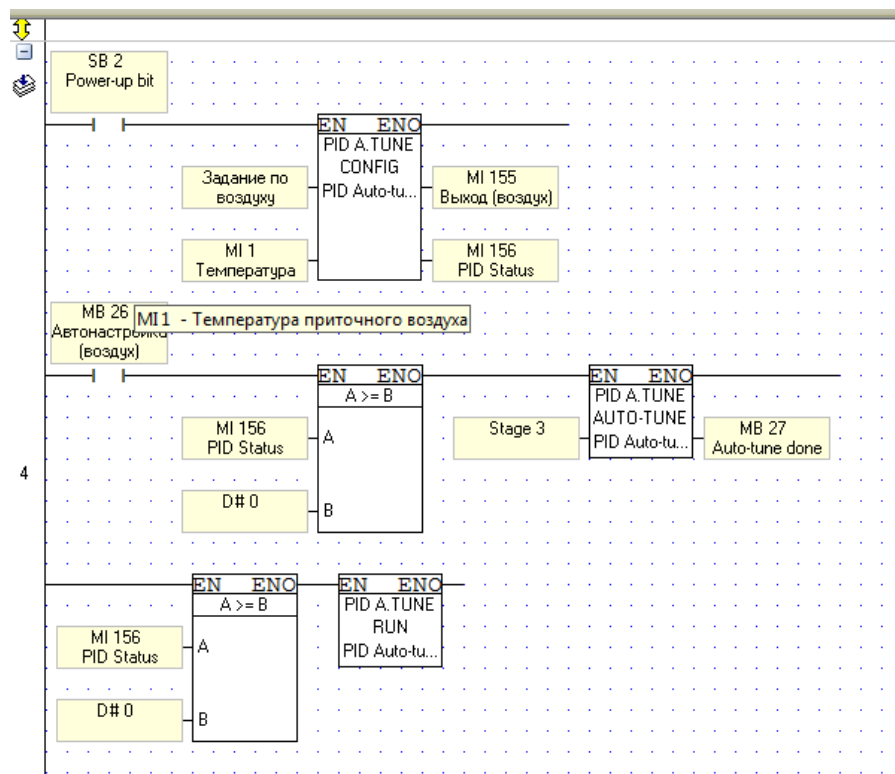 SB 2
Power-up bit
EN ENO
PID A.TUNE
CONFIG
PID Auto-tu...
Задание по
воздуху
MI 155
Выход (воздух)
MI 1
Температура
MI 156
PID Status
MB 26
Автонастройка
(воздух)
MI1 - Температура приточного воздуха
EN ENO
A >= B
MI 156
PID Status
A
D# 0
B
EN ENO
PID A.TUNE
AUTO-TUNE
PID Auto-tu...
Stage 3
MB 27
Auto-tune done
4
EN ENO
A >= B
MI 156
PID Status
A
D# 0
B
EN ENO
PID A.TUNE
RUN
PID Auto-tu...